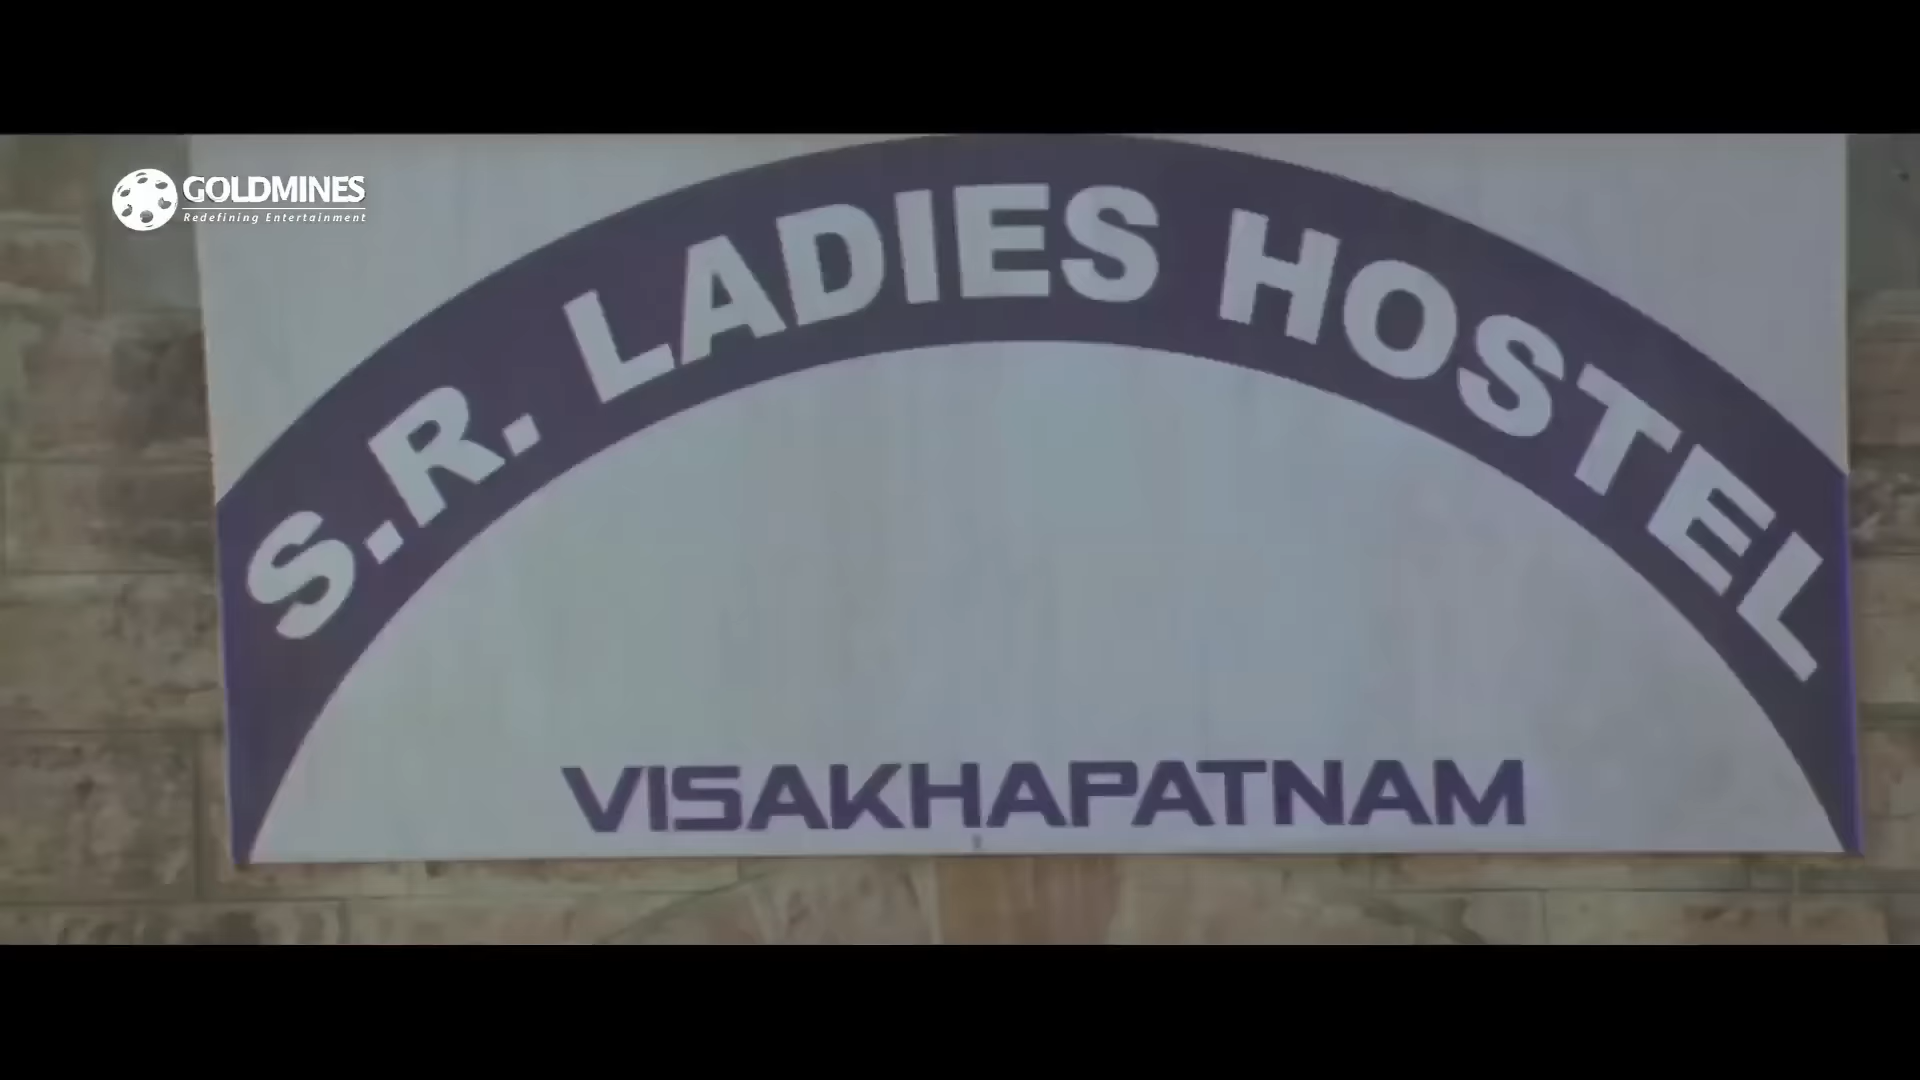 GOLDMINES
Redefining Entertainment
S.R. LADIES HOSTEL
VISAKHAPATNAM